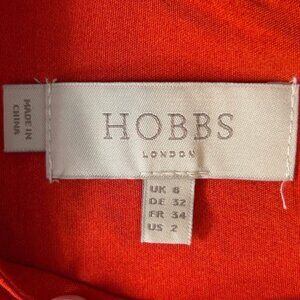 MADE IN
CHINA
HOBBS
LONDON
UK 6
DE 32
FR 34
US 2